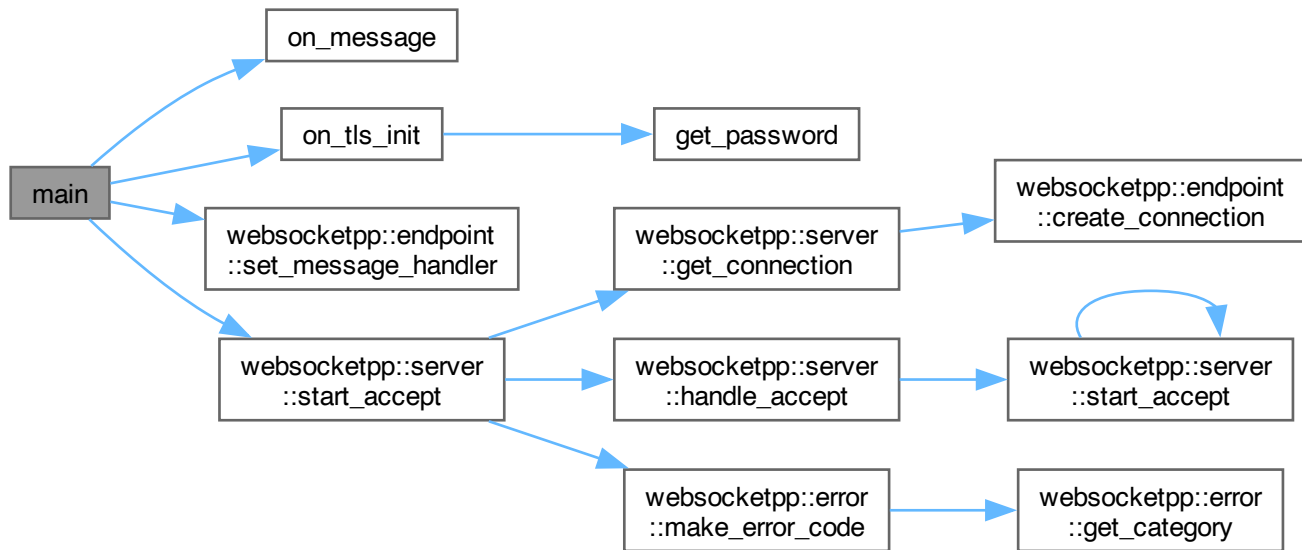 on_message
on_tls_init
get_password
main
websocketpp::endpoint
::set_message_handler
websocketpp::server
::get_connection
websocketpp::endpoint
::create_connection
websocketpp::server
::start_accept
websocketpp::server
::handle_accept
websocketpp::server
::start_accept
websocketpp::error
::make_error_code
websocketpp::error
::get_category